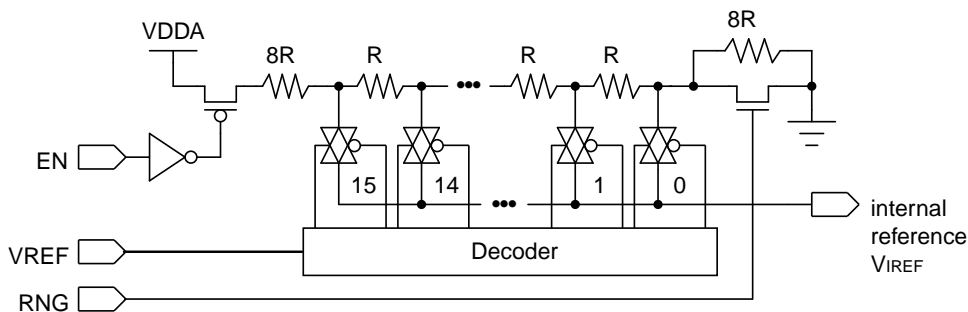 8R
VDDA
8R
R
R
R
•••
EN
15
14
1
0
•••
internal
reference
VIREF
VREF
Decoder
RNG